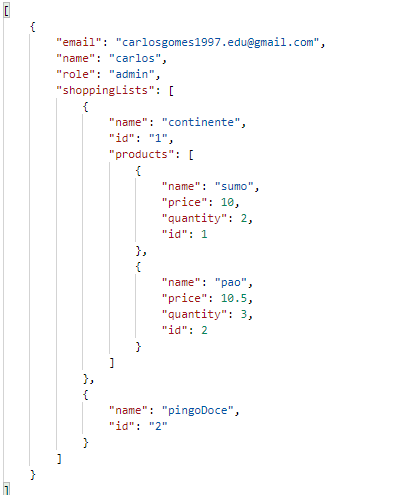 [
    {
        "email": "carlosgomes1997.edu@gmail.com",
        "name": "carlos",
        "role": "admin",
        "shoppingLists": [
            {
                "name": "continente",
                "id": "1",
                "products": [
                    {
                        "name": "sumo",
                        "price": 10,
                        "quantity": 2,
                        "id": 1
                    },
                    {
                        "name": "pao",
                        "price": 10.5,
                        "quantity": 3,
                        "id": 2
                    }
                ]
            },
            {
                "name": "pingoDoce",
                "id": "2"
            }
        ]
    }
]